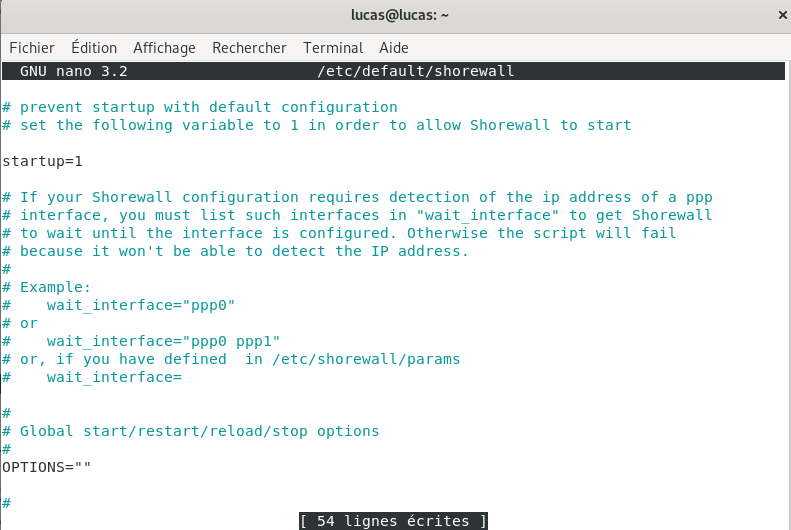 lucas@lucas: ~
Fichier Édition Affichage Rechercher Terminal Aide
GNU nano 3.2 /etc/default/shorewall
# prevent startup with default configuration
# set the following variable to 1 in order to allow Shorewall to start
startup=1
# If your Shorewall configuration requires detection of the ip address of a ppp
# interface, you must list such interfaces in "wait_interface" to get Shorewall
# to wait until the interface is configured. Otherwise the script will fail
# because it won't be able to detect the IP address.
#
# Example:
#    wait_interface="ppp0"
# or
#    wait_interface="ppp0 ppp1"
# or, if you have defined  in /etc/shorewall/params
#    wait_interface=
#
# Global start/restart/reload/stop options
#
OPTIONS=""
#
[ 54 lignes écrites ]